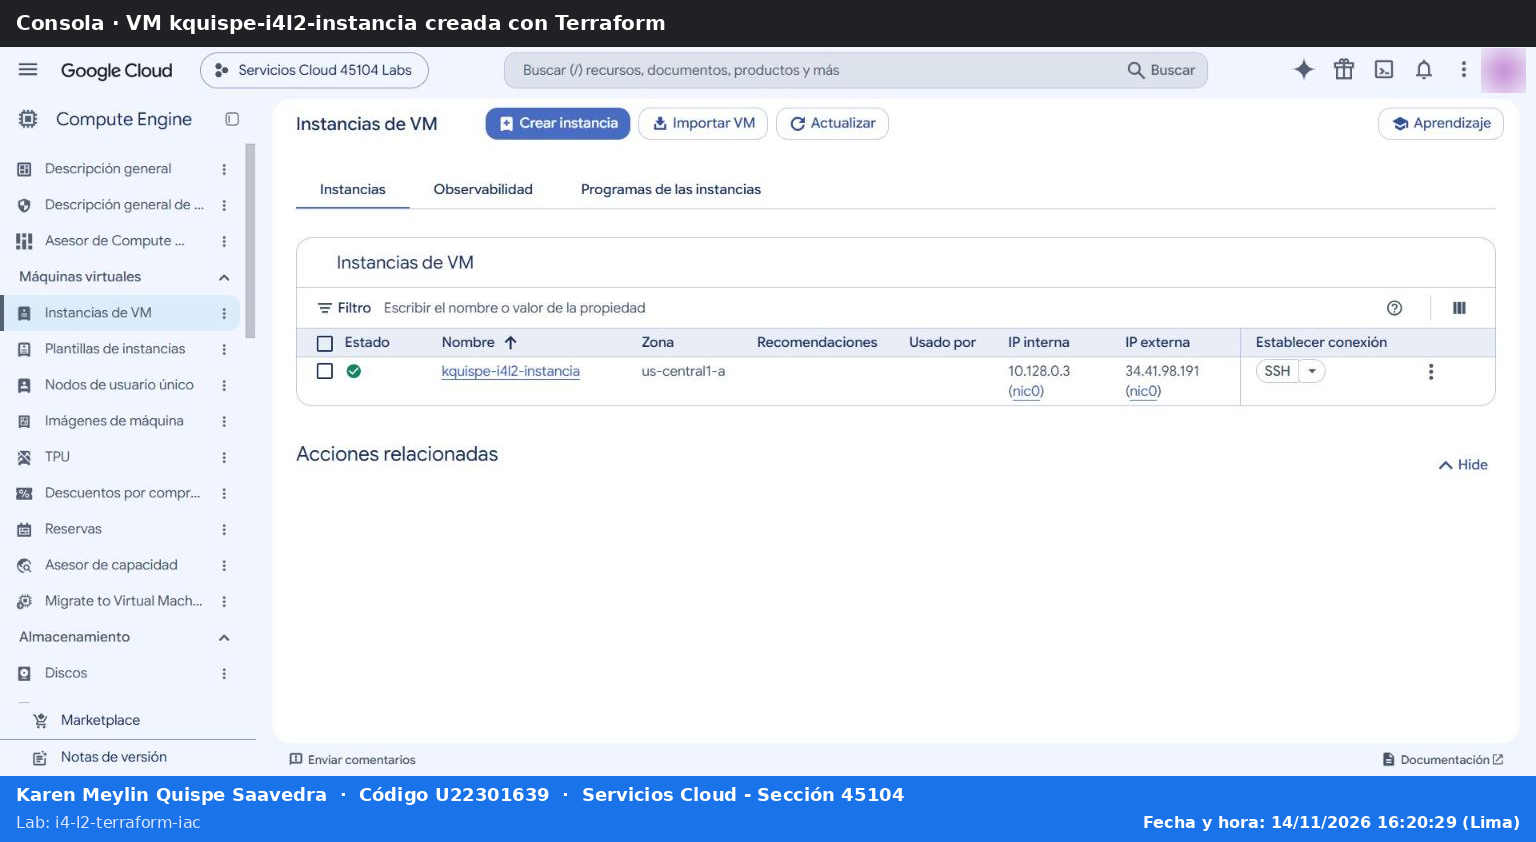 Consola · VM kquispe-i4l2-instancia creada con Terraform
Google Cloud
Servicios Cloud 45104 Labs
Buscar (/) recursos, documentos, productos y más
Buscar
Compute Engine
Instancias de VM
Crear instancia
Importar VM
Actualizar
Aprendizaje
Descripción general
Descripción general de ...
Asesor de Compute ...
Máquinas virtuales
Instancias de VM
Plantillas de instancias
Nodos de usuario único
Imágenes de máquina
TPU
Descuentos por compr...
Reservas
Asesor de capacidad
Migrate to Virtual Mach...
Almacenamiento
Discos
Marketplace
Notas de versión
Instancias
Observabilidad
Programas de las instancias
Instancias de VM
Filtro Escribir el nombre o valor de la propiedad
Estado Nombre Zona Recomendaciones Usado por IP interna IP externa Establecer conexión
kquispe-i4l2-instancia us-central1-a 10.128.0.3 34.41.98.191 SSH
(nic0) (nic0)
Acciones relacionadas
Hide
Enviar comentarios
Documentación
Karen Meylin Quispe Saavedra · Código U22301639 · Servicios Cloud - Sección 45104
Lab: i4-l2-terraform-iac
Fecha y hora: 14/11/2026 16:20:29 (Lima)